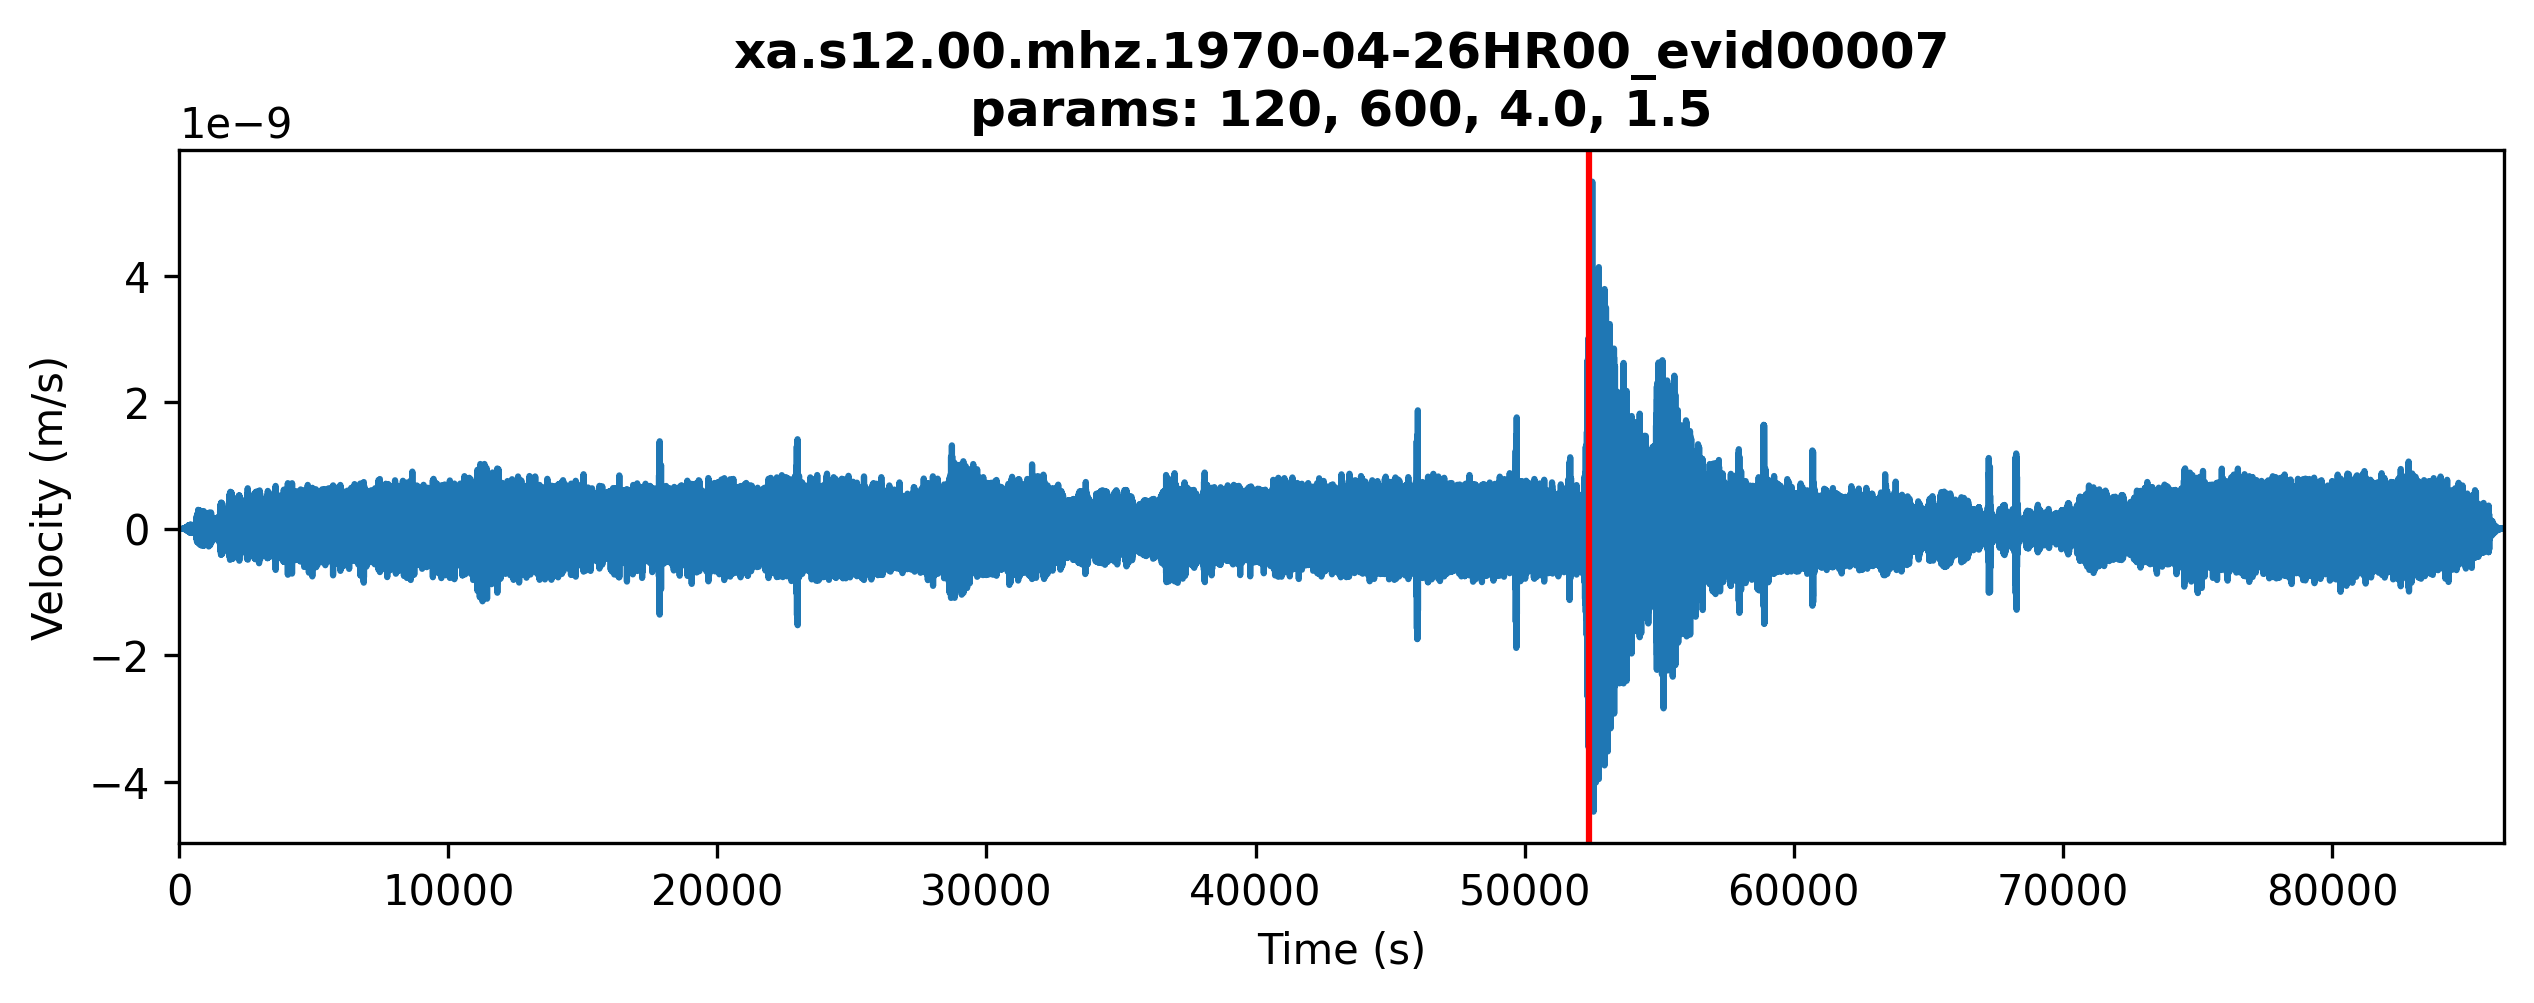 xa.s12.00.mhz.1970-04-26HR00_evid00007
params: 120, 600, 4.0, 1.5
1e−9
4
2
0
−2
−4
Velocity (m/s)
0 10000 20000 30000 40000 50000 60000 70000 80000
Time (s)